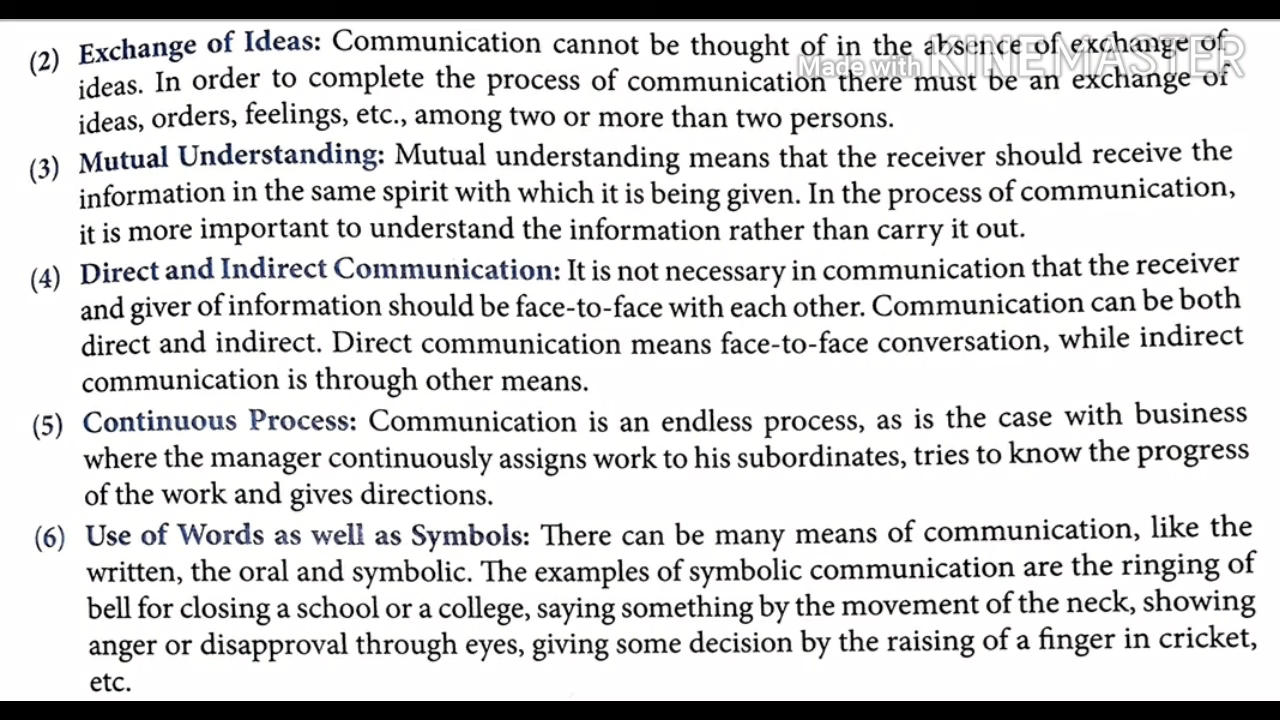 Made with KINEMASTER
(2) Exchange of Ideas: Communication cannot be thought of in the absence of exchange of
ideas. In order to complete the process of communication there must be an exchange of
ideas, orders, feelings, etc., among two or more than two persons.
(3) Mutual Understanding: Mutual understanding means that the receiver should receive the
information in the same spirit with which it is being given. In the process of communication,
it is more important to understand the information rather than carry it out.
(4) Direct and Indirect Communication: It is not necessary in communication that the receiver
and giver of information should be face-to-face with each other. Communication can be both
direct and indirect. Direct communication means face-to-face conversation, while indirect
communication is through other means.
(5) Continuous Process: Communication is an endless process, as is the case with business
where the manager continuously assigns work to his subordinates, tries to know the progress
of the work and gives directions.
(6) Use of Words as well as Symbols: There can be many means of communication, like the
written, the oral and symbolic. The examples of symbolic communication are the ringing of
bell for closing a school or a college, saying something by the movement of the neck, showing
anger or disapproval through eyes, giving some decision by the raising of a finger in cricket,
etc.